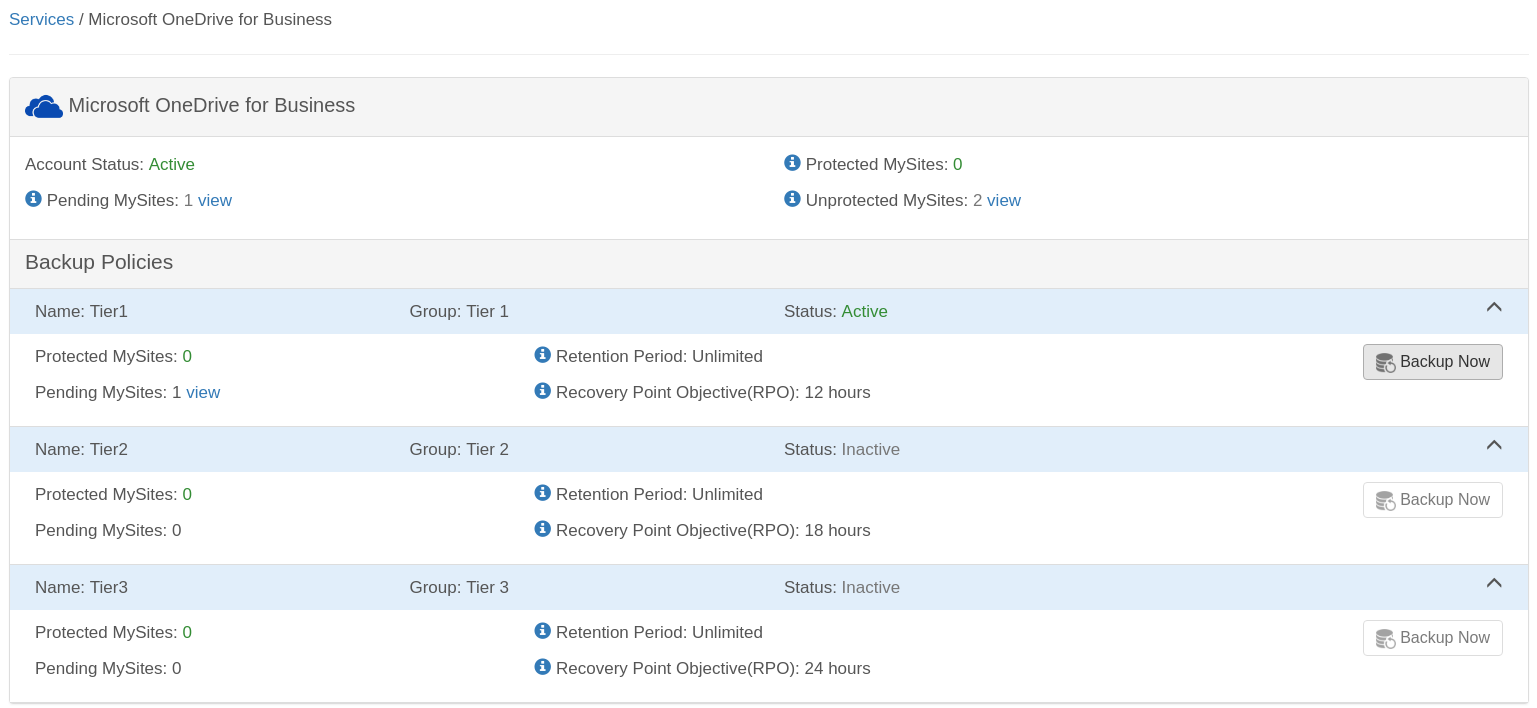 Services / Microsoft OneDrive for Business
Microsoft OneDrive for Business
Account Status: Active
Protected MySites: 0
Pending MySites: 1 view
Unprotected MySites: 2 view
Backup Policies
Name: Tier1
Group: Tier 1
Status: Active
Protected MySites: 0
Retention Period: Unlimited
Backup Now
Pending MySites: 1 view
Recovery Point Objective(RPO): 12 hours
Name: Tier2
Group: Tier 2
Status: Inactive
Protected MySites: 0
Retention Period: Unlimited
Backup Now
Pending MySites: 0
Recovery Point Objective(RPO): 18 hours
Name: Tier3
Group: Tier 3
Status: Inactive
Protected MySites: 0
Retention Period: Unlimited
Backup Now
Pending MySites: 0
Recovery Point Objective(RPO): 24 hours